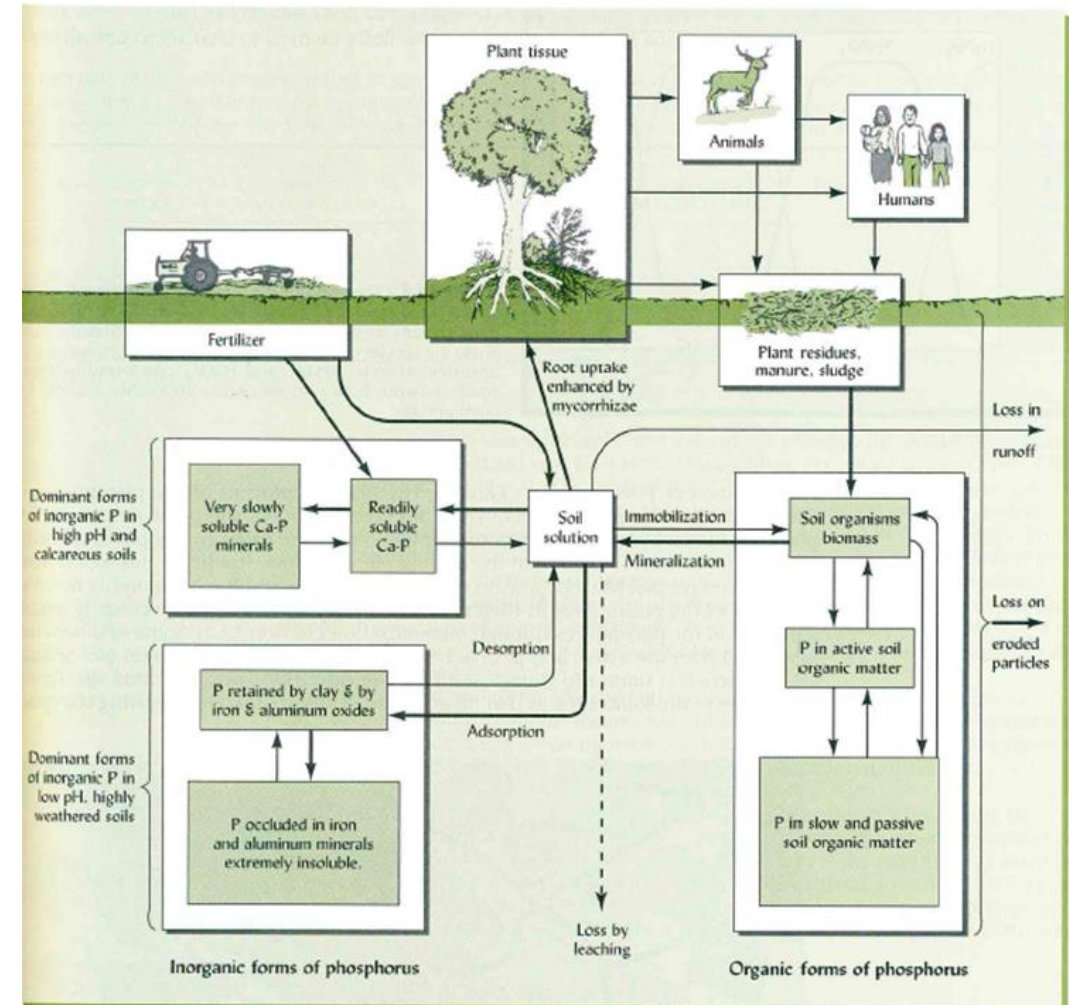 Plant tissue
Animals
Humans
Fertilizer
Root uptake
enhanced by
mycorrhizae
Plant residues,
manure, sludge
Loss in
runoff
Dominant forms
of inorganic P in
high pH and
calcareous soils
Very slowly
soluble Ca-P
minerals
Readily
soluble
Ca-P
Soil
solution
Immobilization
Mineralization
Soil organisms
biomass
Loss on
eroded
particles
Desorption
P in active soil
organic matter
P retained by clay & by
iron & aluminum oxides
Adsorption
Dominant forms
of inorganic P in
low pH, highly
weathered soils
P occluded in iron
and aluminum minerals
extremely insoluble.
P in slow and passive
soil organic matter
Loss by
leaching
Inorganic forms of phosphorus
Organic forms of phosphorus